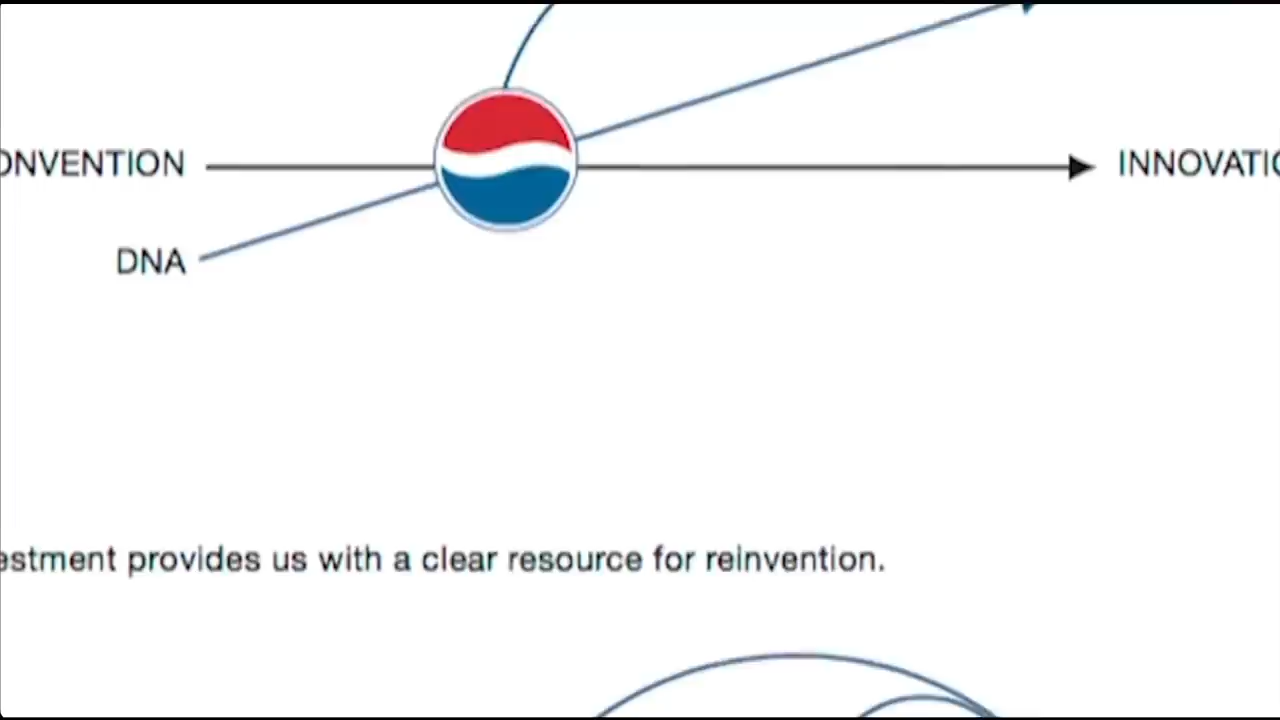 ONVENTION INNOVATIO
DNA
estment provides us with a clear resource for reinvention.